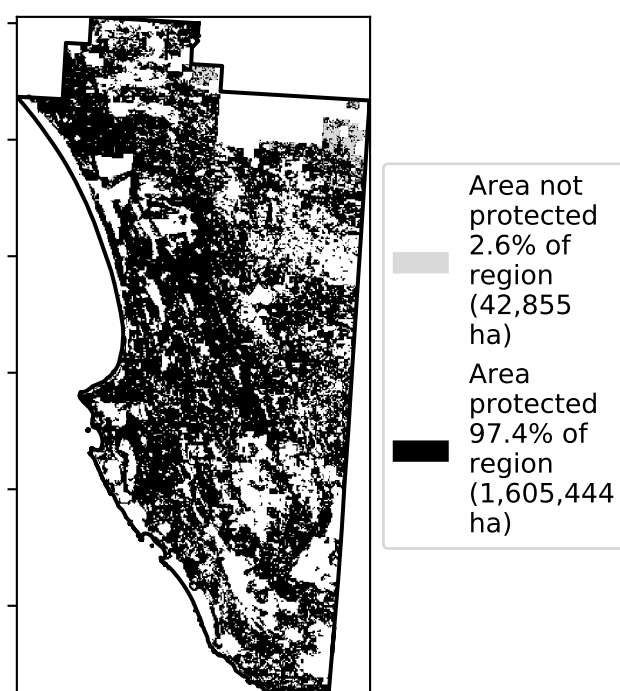 Area not
protected
2.6% of
region
(42,855
ha)
Area
protected
97.4% of
region
(1,605,444
ha)